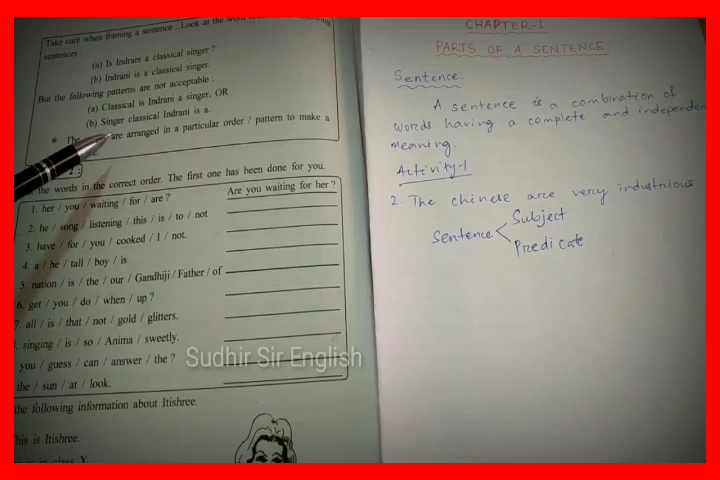 Take care when framing a sentence. Look at the word
sentences :
(a) Is Indrani a classical singer ?
(b) Indrani is a classical singer.
But the following patterns are not acceptable :
(a) Classical is Indrani a singer. OR
(b) Singer classical Indrani is a.
* The are arranged in a particular order / pattern to make a
2 :
the words in the correct order. The first one has been done for you.
1. her / you / waiting / for / are ? Are you waiting for her ?
2. he / song / listening / this / is / to / not
3. have / for / you / cooked / I / not.
4. a / he / tall / boy / is
5. nation / is / the / our / Gandhiji / Father / of
6. get / you / do / when / up ?
7. all / is / that / not / gold / glitters.
singing / is / so / Anima / sweetly.
you / guess / can / answer / the ?
the / sun / at / look.
the following information about Itishree.
This is Itishree.
in class X
CHAPTER-1
PARTS OF A SENTENCE
Sentence:
A sentence is a combination of
words having a complete and independen
meaning.
Activity-1
2. The chinese are very industrious
Sentence < Subject
Predicate
Sudhir Sir English